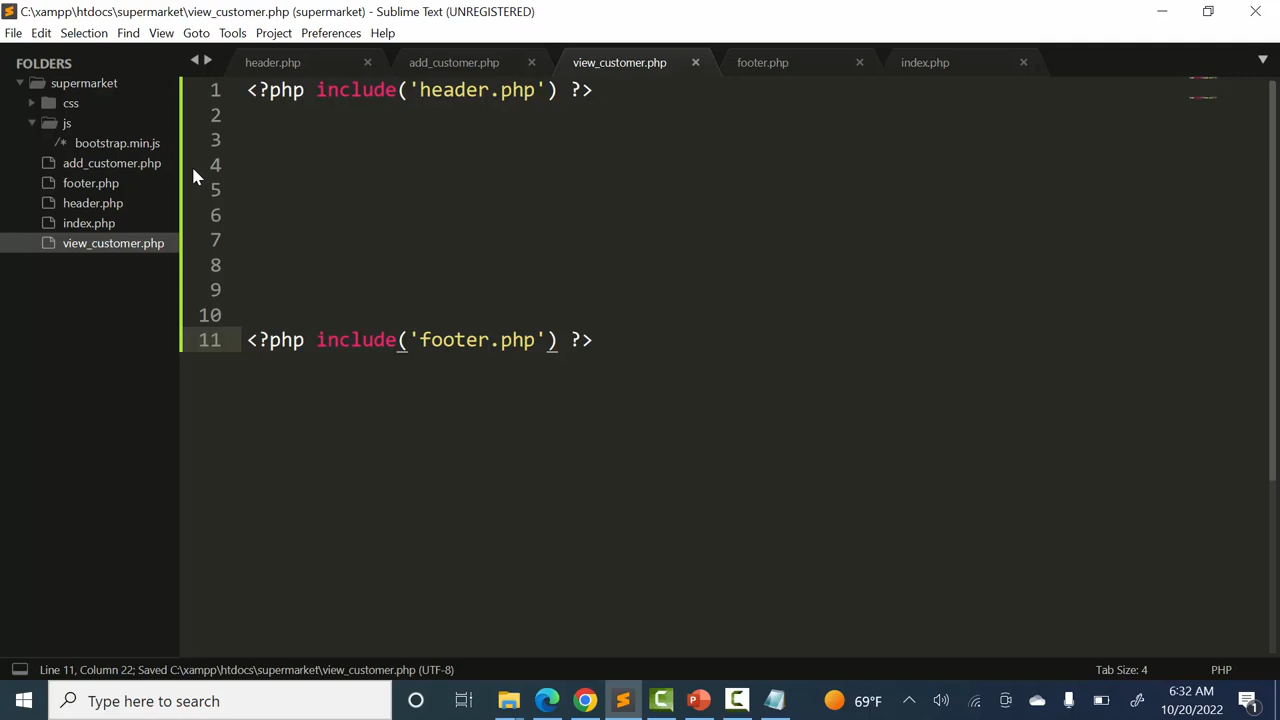 C:\xampp\htdocs\supermarket\view_customer.php (supermarket) - Sublime Text (UNREGISTERED)
File Edit Selection Find View Goto Tools Project Preferences Help
FOLDERS
supermarket
css
js
/* bootstrap.min.js
add_customer.php
footer.php
header.php
index.php
view_customer.php
header.php add_customer.php view_customer.php footer.php index.php
1 <?php include('header.php') ?>
2
3
4
5
6
7
8
9
10
11 <?php include('footer.php') ?>
Line 11, Column 22; Saved C:\xampp\htdocs\supermarket\view_customer.php (UTF-8) Tab Size: 4 PHP
Type here to search
69°F
6:32 AM
10/20/2022
1